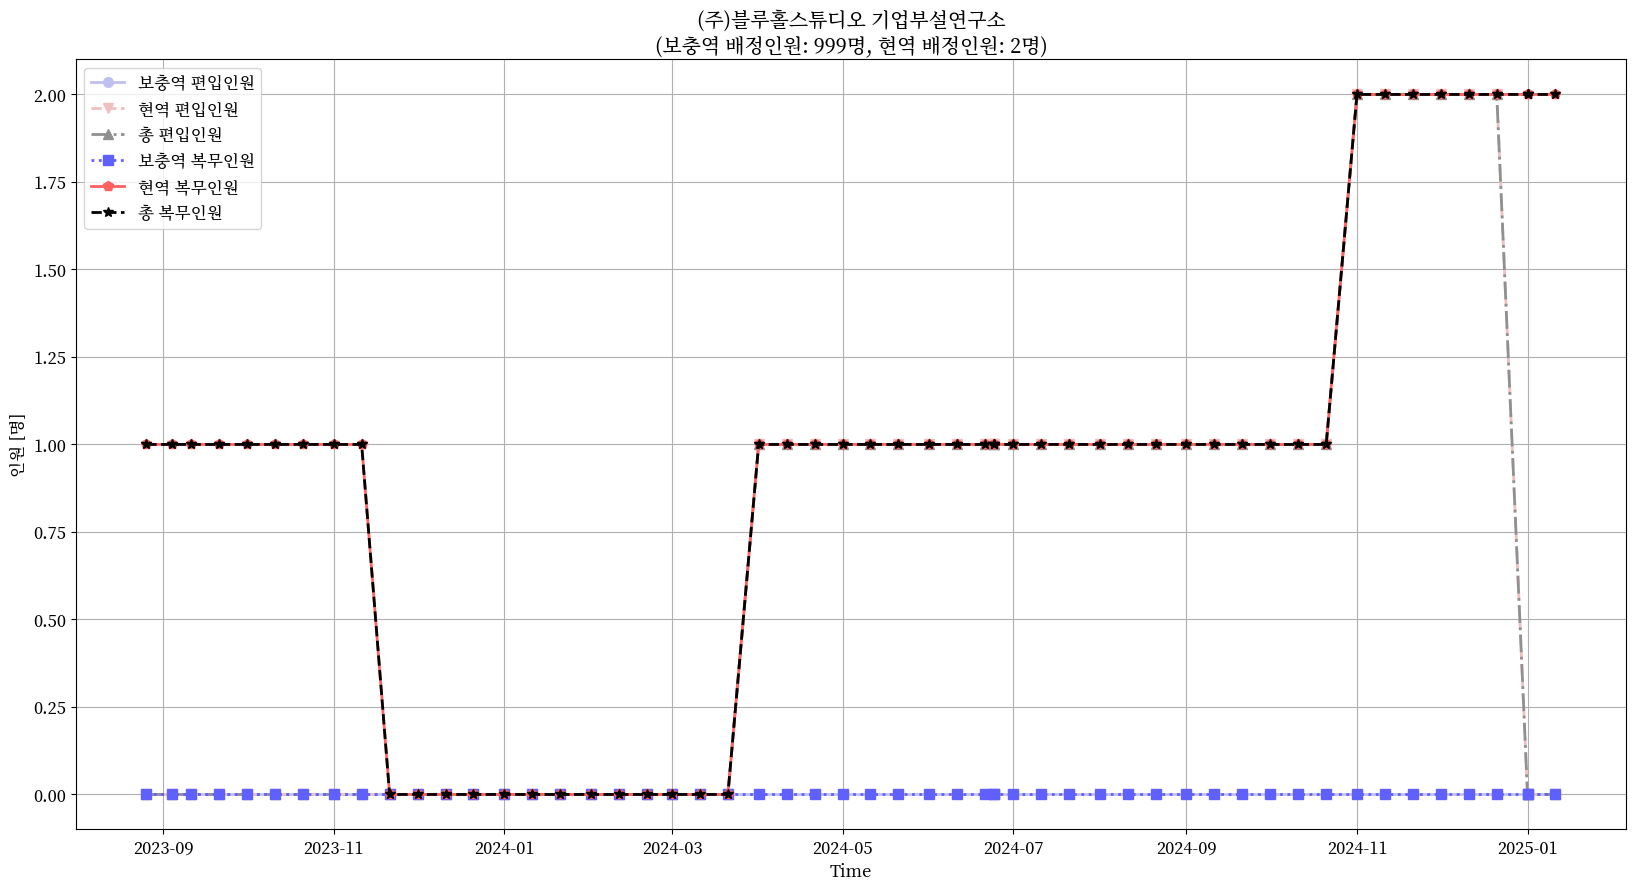 (주)블루홀스튜디오 기업부설연구소
(보충역 배정인원: 999명, 현역 배정인원: 2명)
보충역 편입인원
현역 편입인원
총 편입인원
보충역 복무인원
현역 복무인원
총 복무인원
2.00
1.75
1.50
1.25
1.00
0.75
0.50
0.25
0.00
인원 [명]
2023-09 2023-11 2024-01 2024-03 2024-05 2024-07 2024-09 2024-11 2025-01
Time